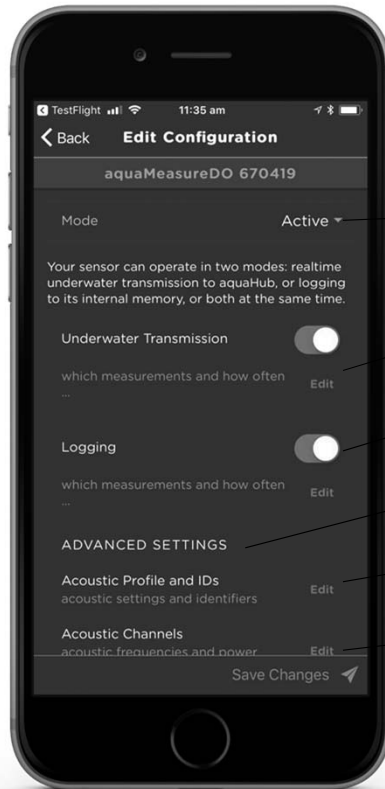 TestFlight 11:35 am
Back Edit Configuration
aquaMeasureDO 670419
Mode Active
Your sensor can operate in two modes: realtime
underwater transmission to aquaHub, or logging
to its internal memory, or both at the same time.
Underwater Transmission
which measurements and how often Edit
...
Logging
which measurements and how often Edit
...
ADVANCED SETTINGS
Acoustic Profile and IDs
acoustic settings and identifiers Edit
Acoustic Channels
acoustic frequencies and power Edit
Save Changes